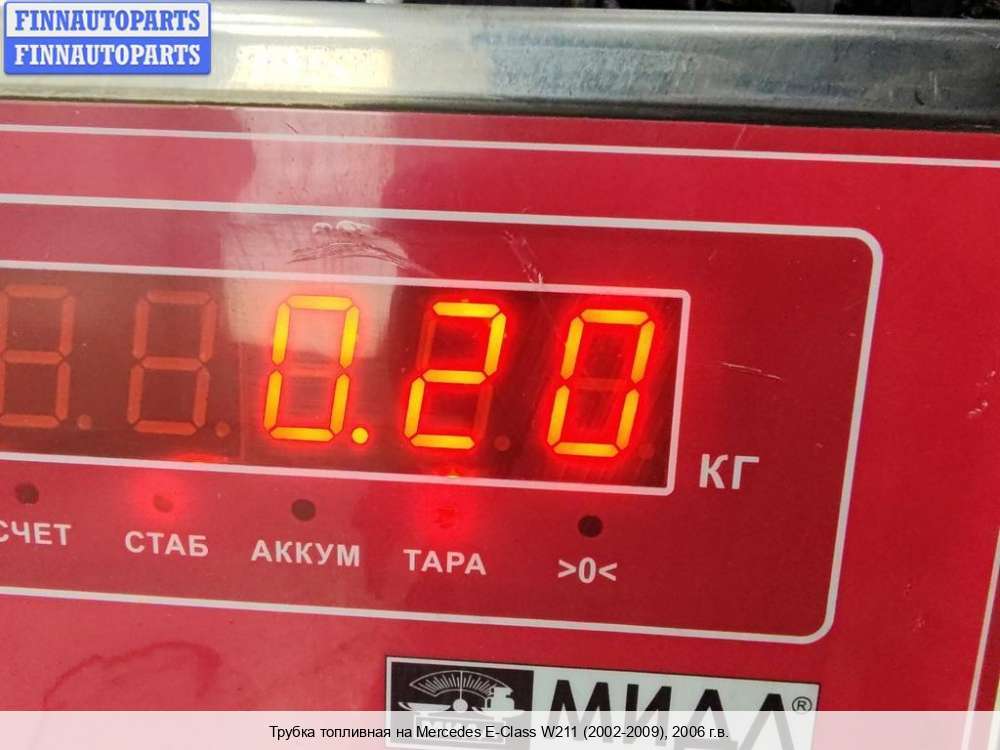 FINNAUTOPARTS
FINNAUTOPARTS
0.20
КГ
СЧЕТ СТАБ АККУМ ТАРА >0<
МИДЛ®
Трубка топливная на Mercedes E-Class W211 (2002-2009), 2006 г.в.